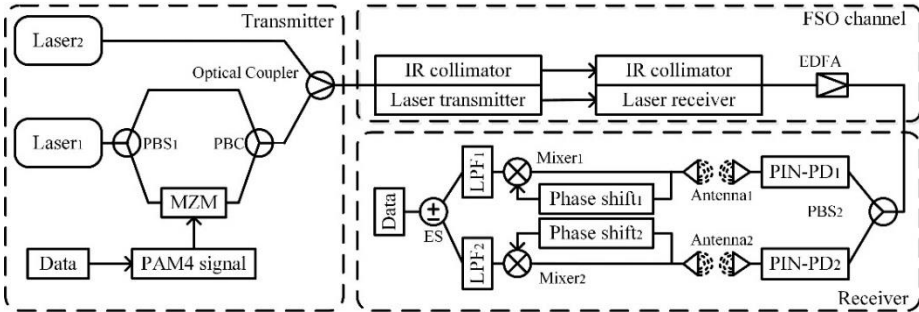 Transmitter
Laser2
Optical Coupler
Laser1
PBS1
PBC
MZM
Data
PAM4 signal
FSO channel
IR collimator
Laser transmitter
IR collimator
Laser receiver
EDFA
Data
±
ES
LPF1
LPF2
Mixer1
Phase shift1
Phase shift2
Mixer2
Antenna1
Antenna2
PIN-PD1
PIN-PD2
PBS2
Receiver